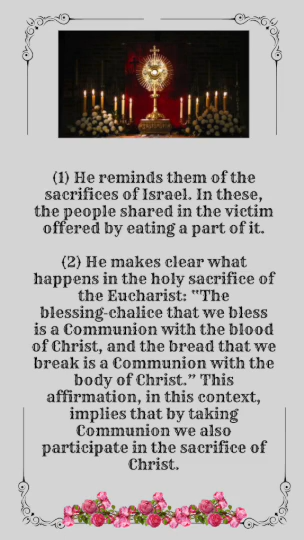 (1) He reminds them of the
sacrifices of Israel. In these,
the people shared in the victim
offered by eating a part of it.
(2) He makes clear what
happens in the holy sacrifice of
the Eucharist: "The
blessing-chalice that we bless
is a Communion with the blood
of Christ, and the bread that we
break is a Communion with the
body of Christ." This
affirmation, in this context,
implies that by taking
Communion we also
participate in the sacrifice of
Christ.